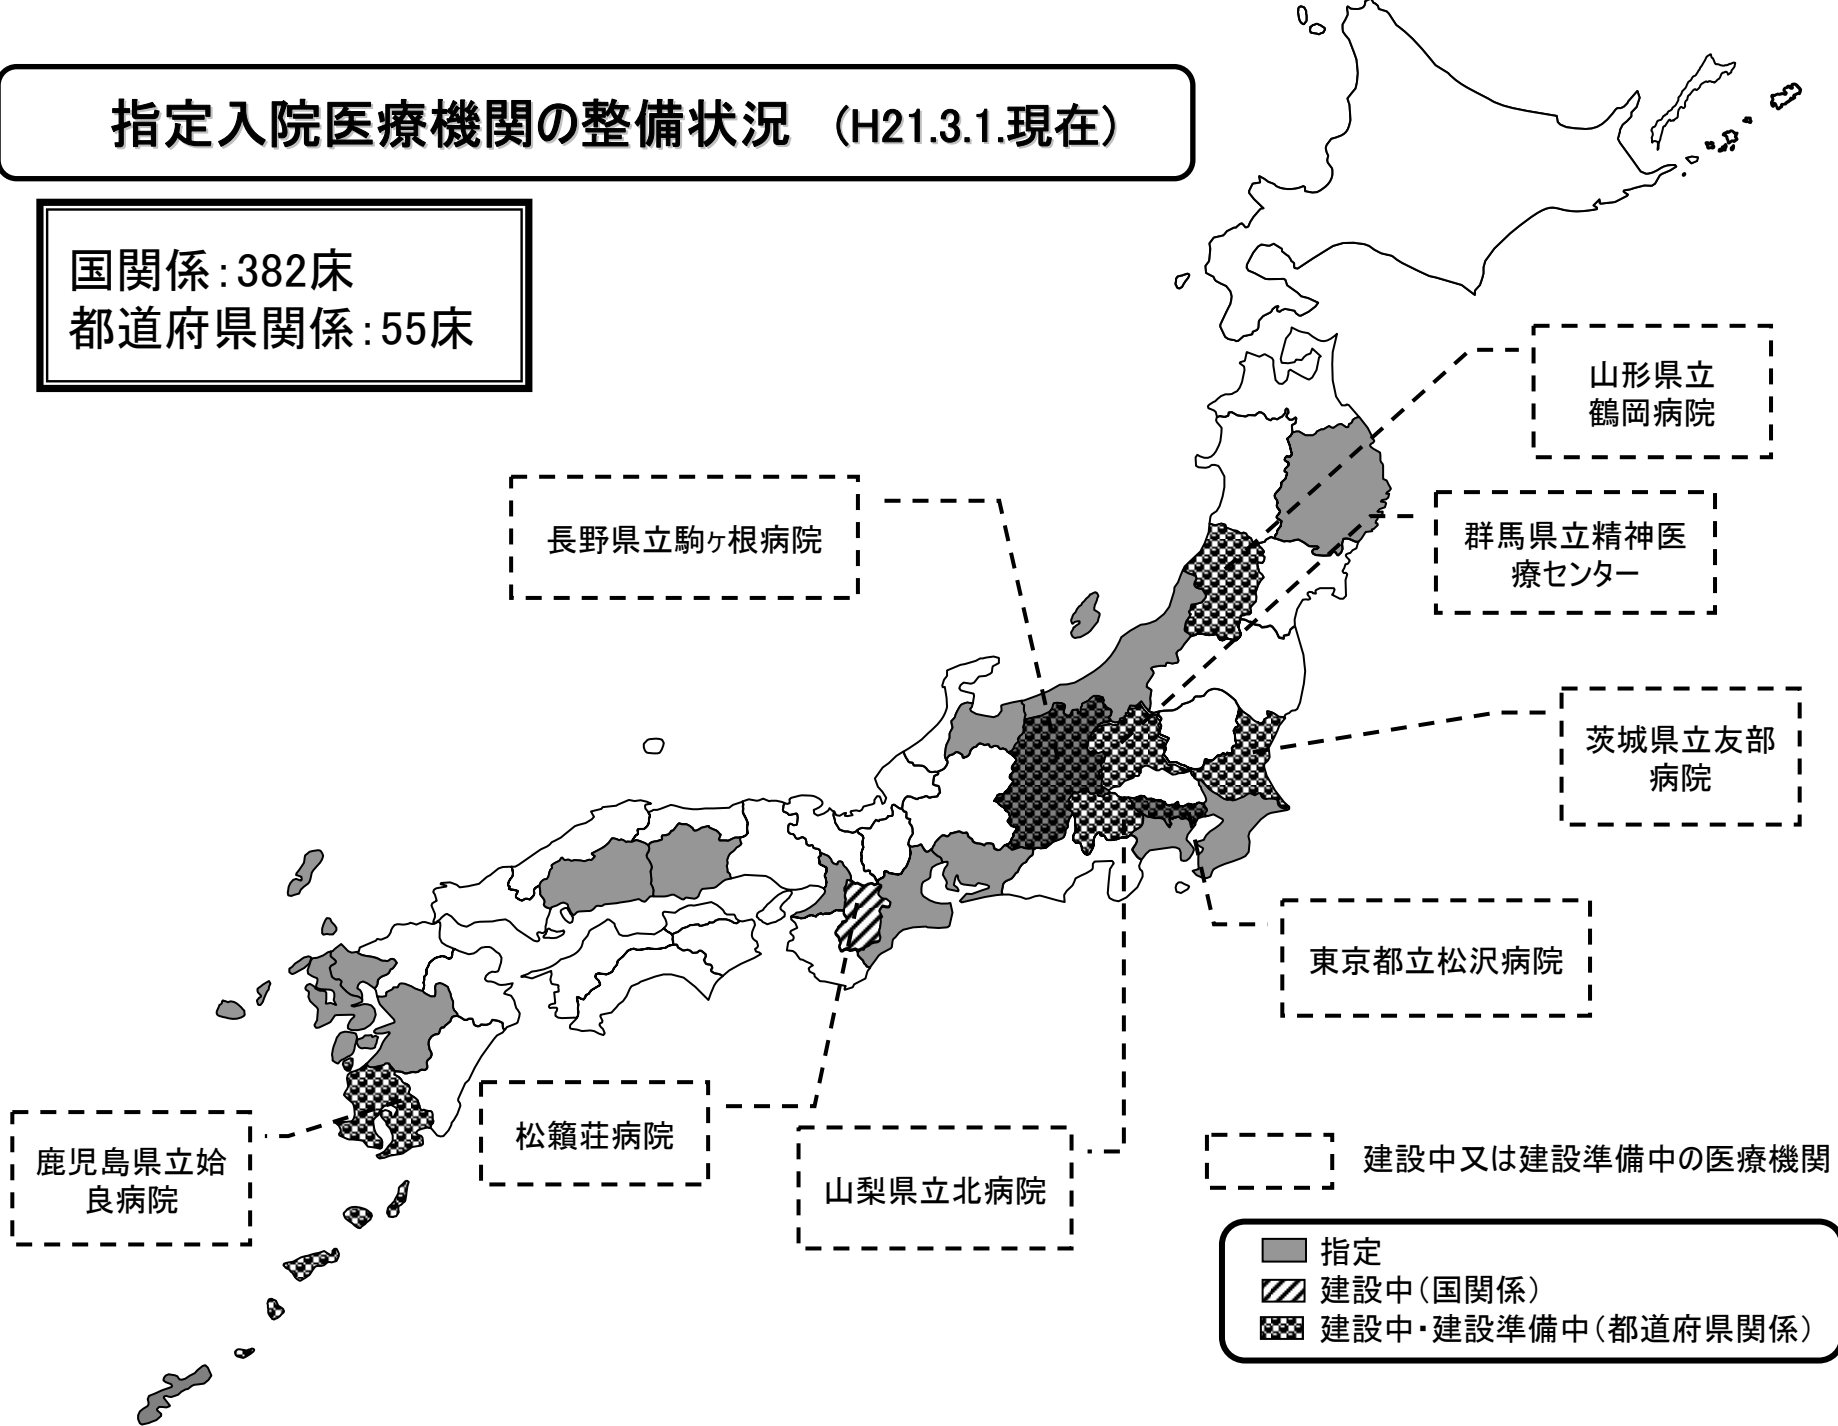 指定入院医療機関の整備状況　（H21.3.1.現在）
国関係：382床
都道府県関係：55床
山形県立
鶴岡病院
長野県立駒ヶ根病院
群馬県立精神医
療センター
茨城県立友部
病院
東京都立松沢病院
松籟荘病院
鹿児島県立姶
良病院
山梨県立北病院
建設中又は建設準備中の医療機関
指定
建設中（国関係）
建設中・建設準備中（都道府県関係）